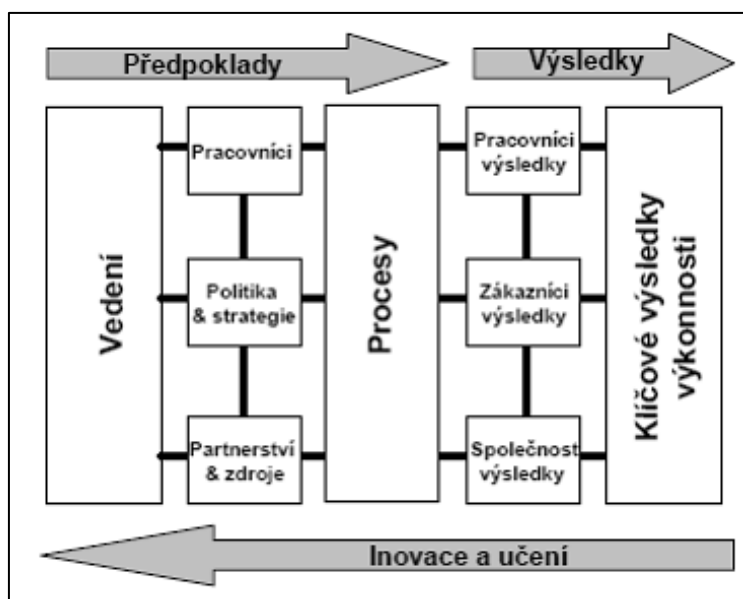 Předpoklady
Výsledky
Vedení
Pracovníci
Politika
& strategie
Partnerství
& zdroje
Procesy
Pracovníci
výsledky
Zákazníci
výsledky
Společnost
výsledky
Klíčové výsledky
výkonnosti
Inovace a učení